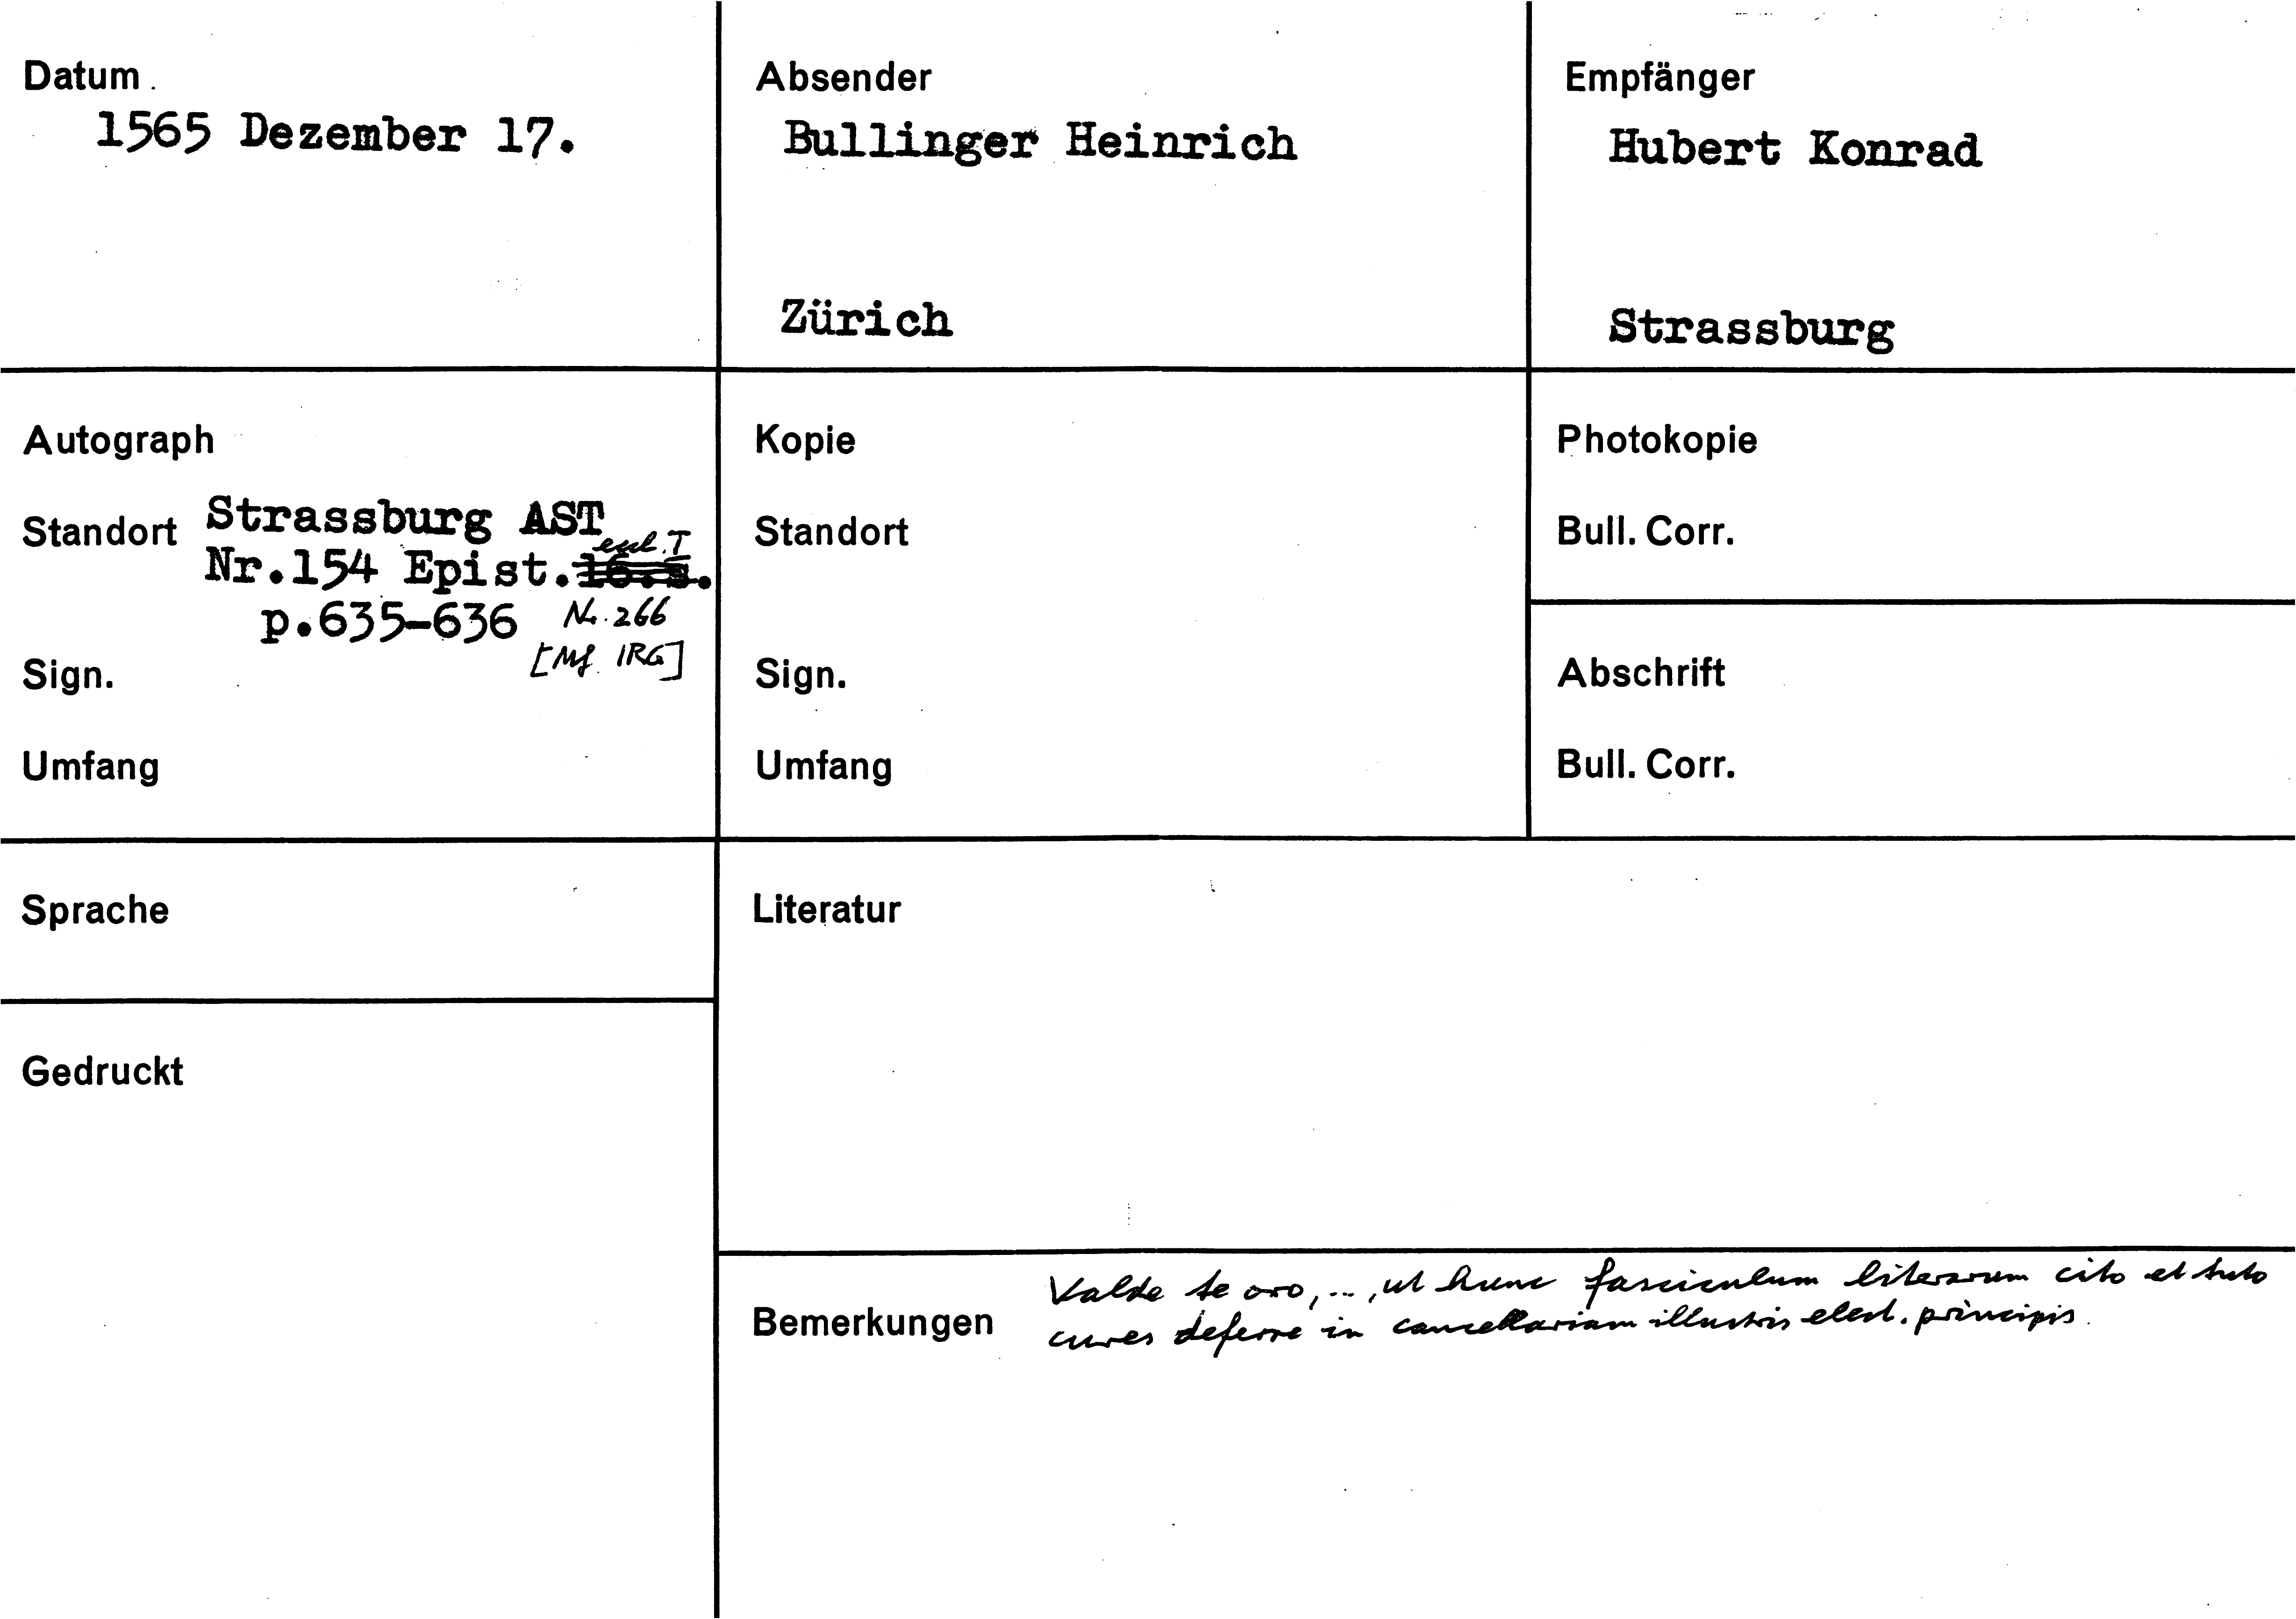 Datum
1565 Dezember 17.
Absender
Bullinger Heinrich
Zürich
Empfänger
Hubert Konrad
Strassburg
Autograph
Standort Strassburg AST
eccl. I
Nr.154 Epist. 16.s.
p.635-636 Nr. 266
[Mf IRG]
Sign.
Umfang
Kopie
Standort
Sign.
Umfang
Photokopie
Bull. Corr.
Abschrift
Bull. Corr.
Sprache
Gedruckt
Literatur
Bemerkungen
Valde te oro, ..., ut hunc fasciculum literarum cito et tuto
cures deferre in cancellariam illustris elect. principis.